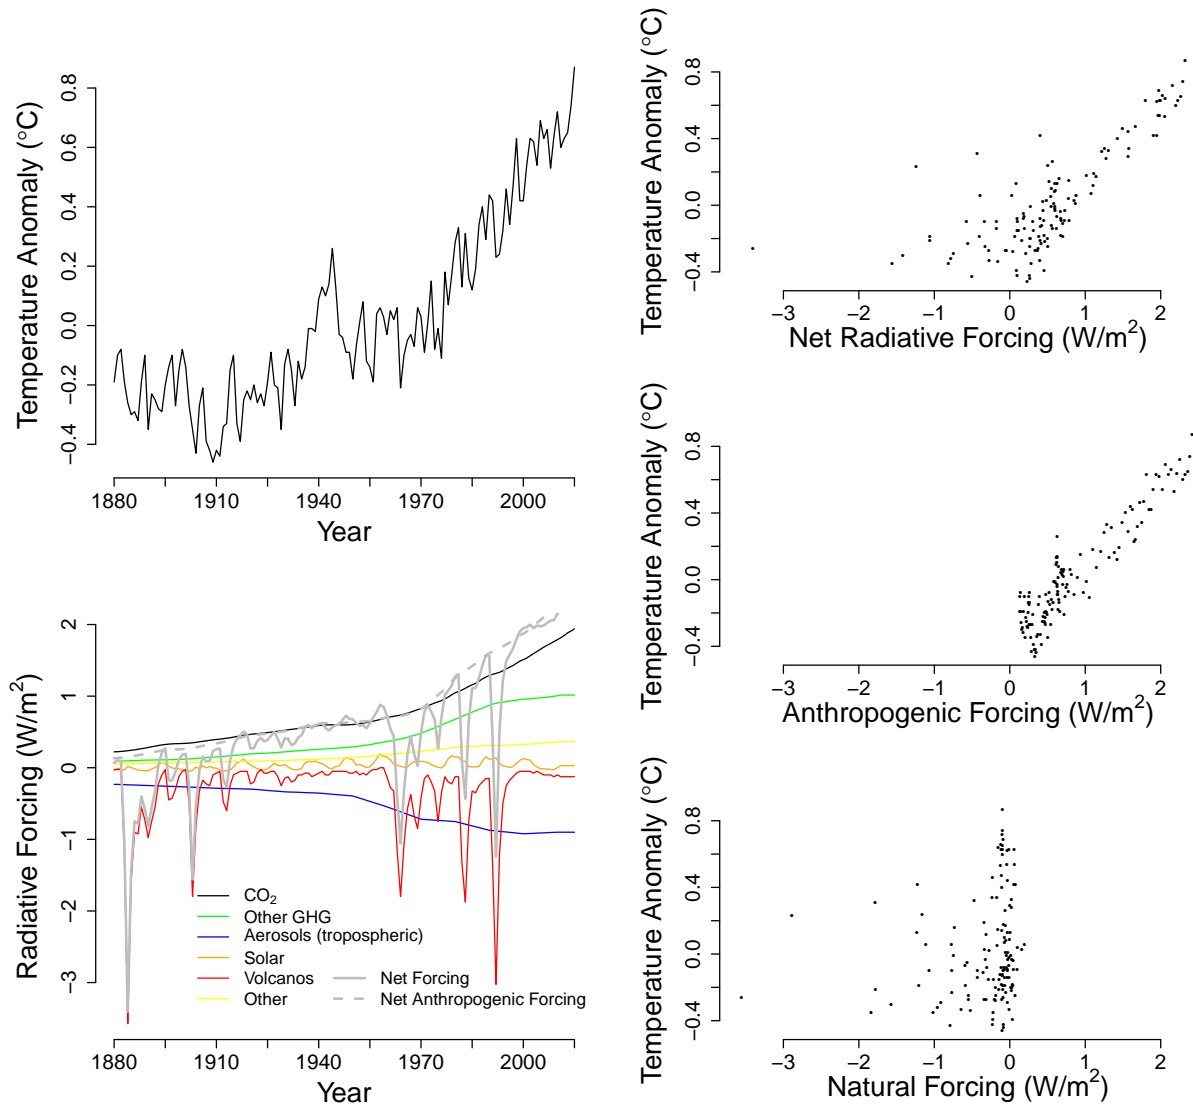 Temperature Anomaly (°C)
0.8
0.6
0.4
0.2
0.0
−0.2
−0.4
1880 1910 1940 1970 2000
Year
Radiative Forcing (W/m²)
2
1
0
−1
−2
−3
CO₂
Other GHG
Aerosols (tropospheric)
Solar
Volcanos
Other
Net Forcing
Net Anthropogenic Forcing
1880 1910 1940 1970 2000
Year
Temperature Anomaly (°C)
0.8
0.4
0.0
−0.4
−3 −2 −1 0 1 2
Net Radiative Forcing (W/m²)
Temperature Anomaly (°C)
0.8
0.4
0.0
−0.4
−3 −2 −1 0 1 2
Anthropogenic Forcing (W/m²)
Temperature Anomaly (°C)
0.8
0.4
0.0
−0.4
−3 −2 −1 0 1 2
Natural Forcing (W/m²)